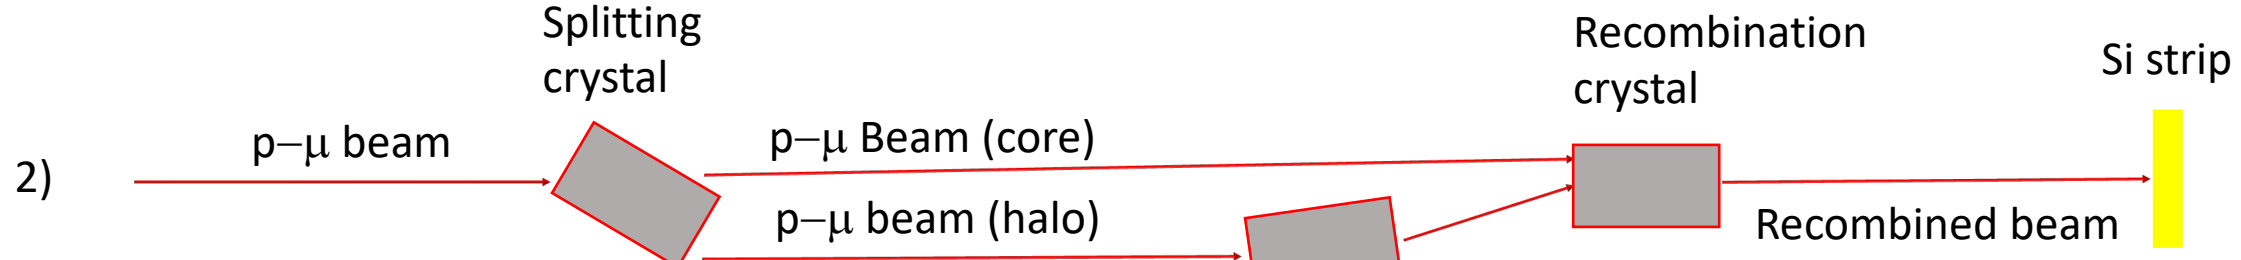 Splitting
crystal
Recombination
crystal
Si strip
p−μ beam
p−μ Beam (core)
2)
p−μ beam (halo)
Recombined beam